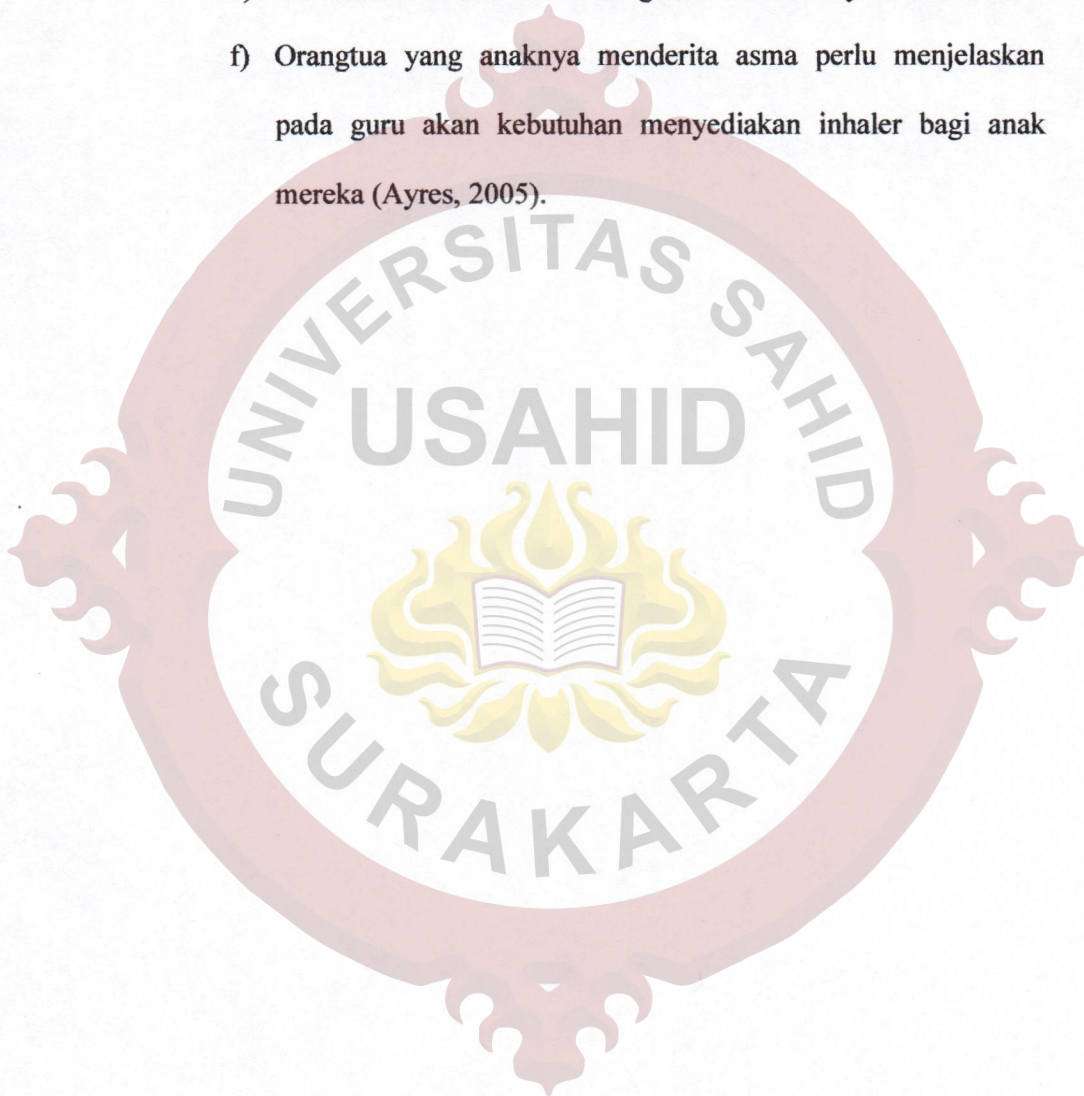 f) Orangtua yang anaknya menderita asma perlu menjelaskan
pada guru akan kebutuhan menyediakan inhaler bagi anak
mereka (Ayres, 2005).
UNIVERSITAS SAHID
USAHID
SURAKARTA